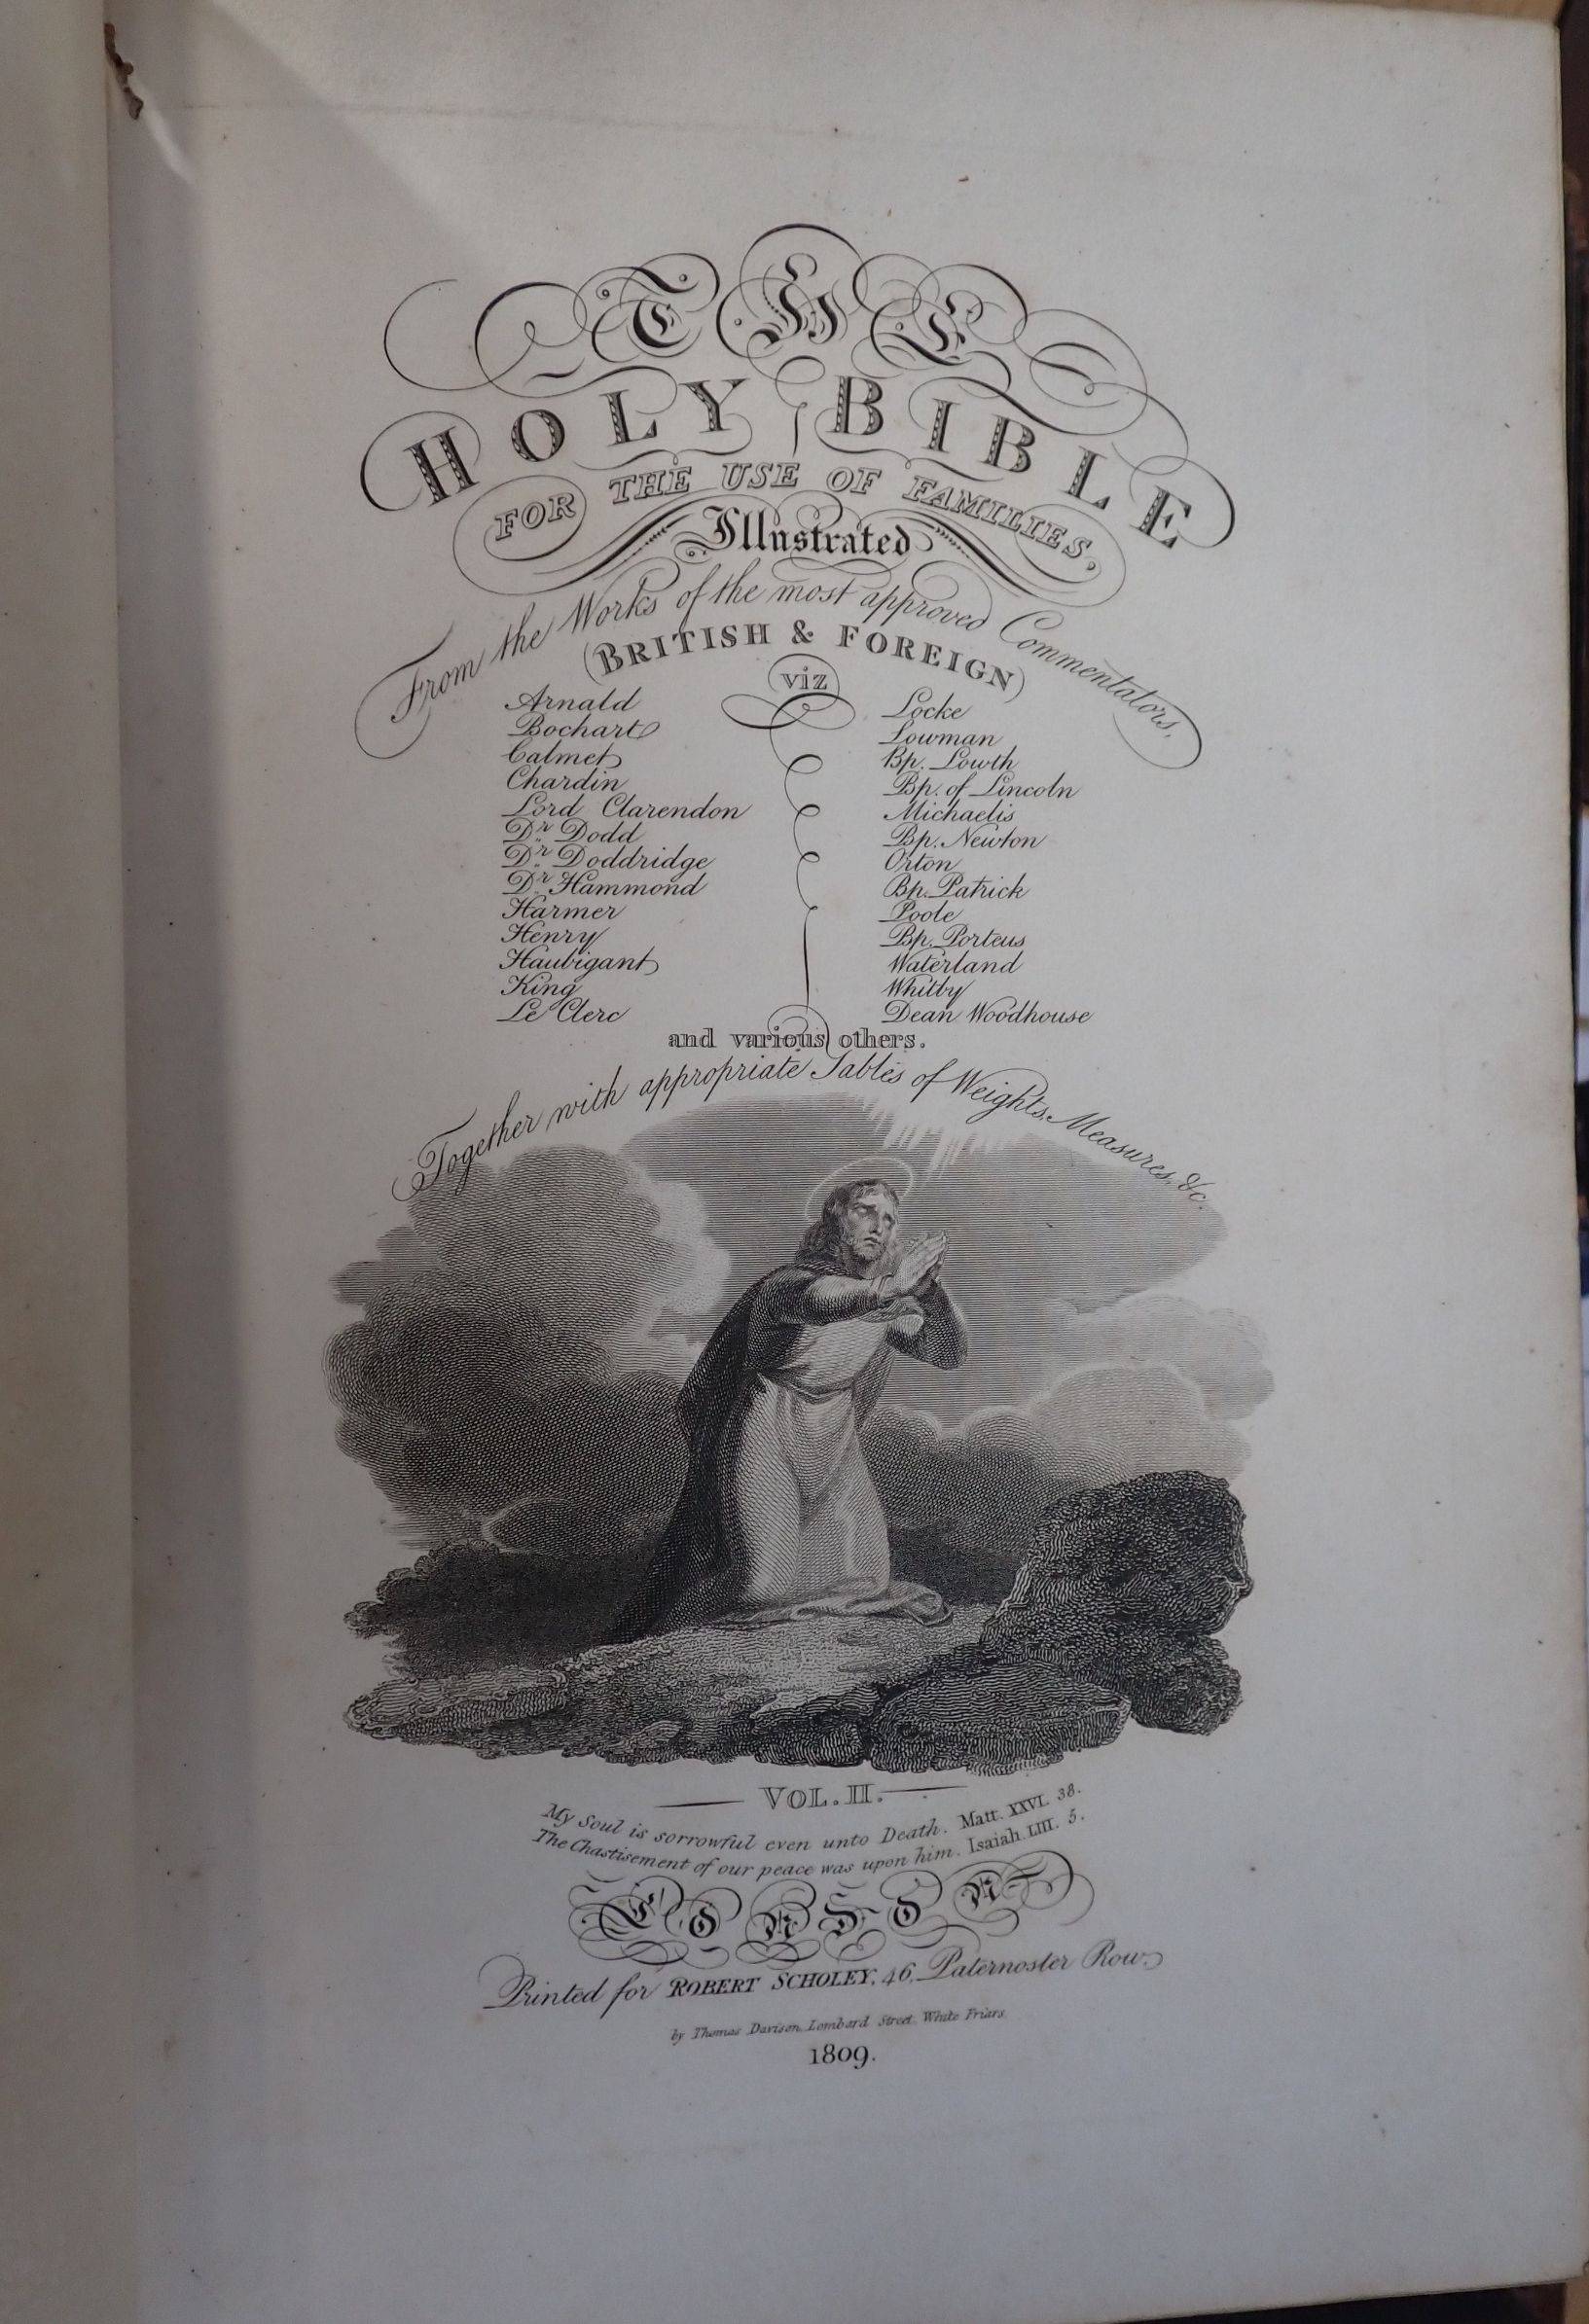 THE
HOLY BIBLE
FOR THE USE OF FAMILIES,
Illustrated
From the Works of the most approved Commentators,
(BRITISH & FOREIGN)
viz
Arnald
Bochart
Calmet
Chardin
Lord Clarendon
Dr. Dodd
Dr. Doddridge
Dr. Hammond
Harmer
Henry
Haubigant
King
Le Clerc
Locke
Lowman
Bp. Lowth
Bp. of Lincoln
Michaelis
Bp. Newton
Orton
Bp. Patrick
Poole
Bp. Porteus
Waterland
Whitby
Dean Woodhouse
and various others.
Together with appropriate Tables of Weights, Measures, &c.
VOL. II.
My Soul is sorrowful even unto Death. Matt. XXVI. 38.
The Chastisement of our peace was upon him. Isaiah LIII. 5.
LONDON
Printed for ROBERT SCHOLEY, 46, Paternoster Row.
by Thomas Davison Lombard Street, White Friars
1809.